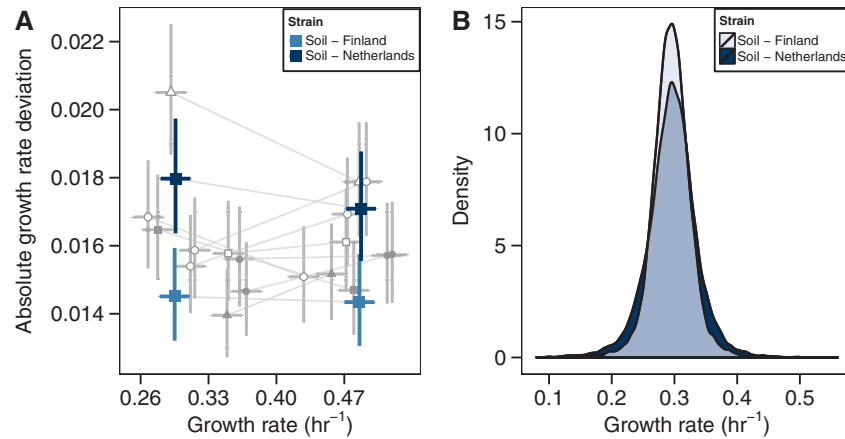 A
Absolute growth rate deviation
0.022
0.020
0.018
0.016
0.014
0.26
0.33
0.40
0.47
Growth rate (hr⁻¹)
Strain
Soil – Finland
Soil – Netherlands
B
Density
15
10
5
0
0.1
0.2
0.3
0.4
0.5
Growth rate (hr⁻¹)
Strain
Soil – Finland
Soil – Netherlands